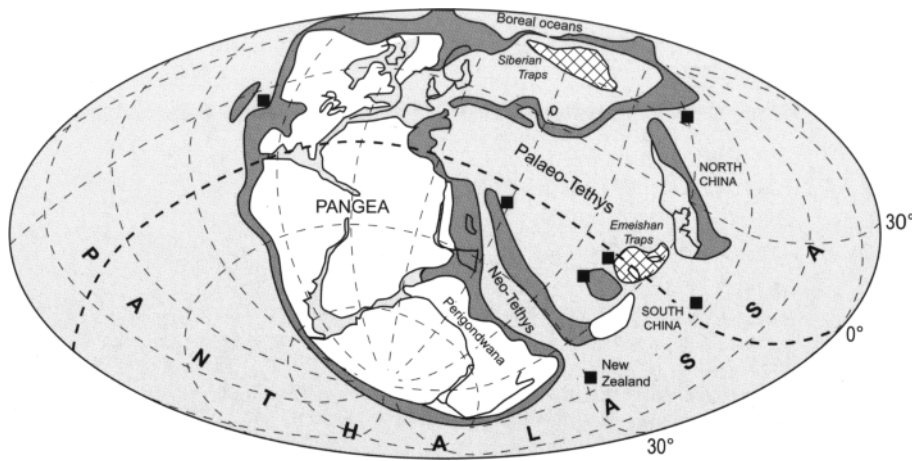 Boreal oceans
Siberian
Traps
NORTH
CHINA
Palaeo-Tethys
PANGEA
Emeishan
Traps
30°
Neo-Tethys
Perigondwana
SOUTH
CHINA
0°
New
Zealand
PANTHALASSA
30°